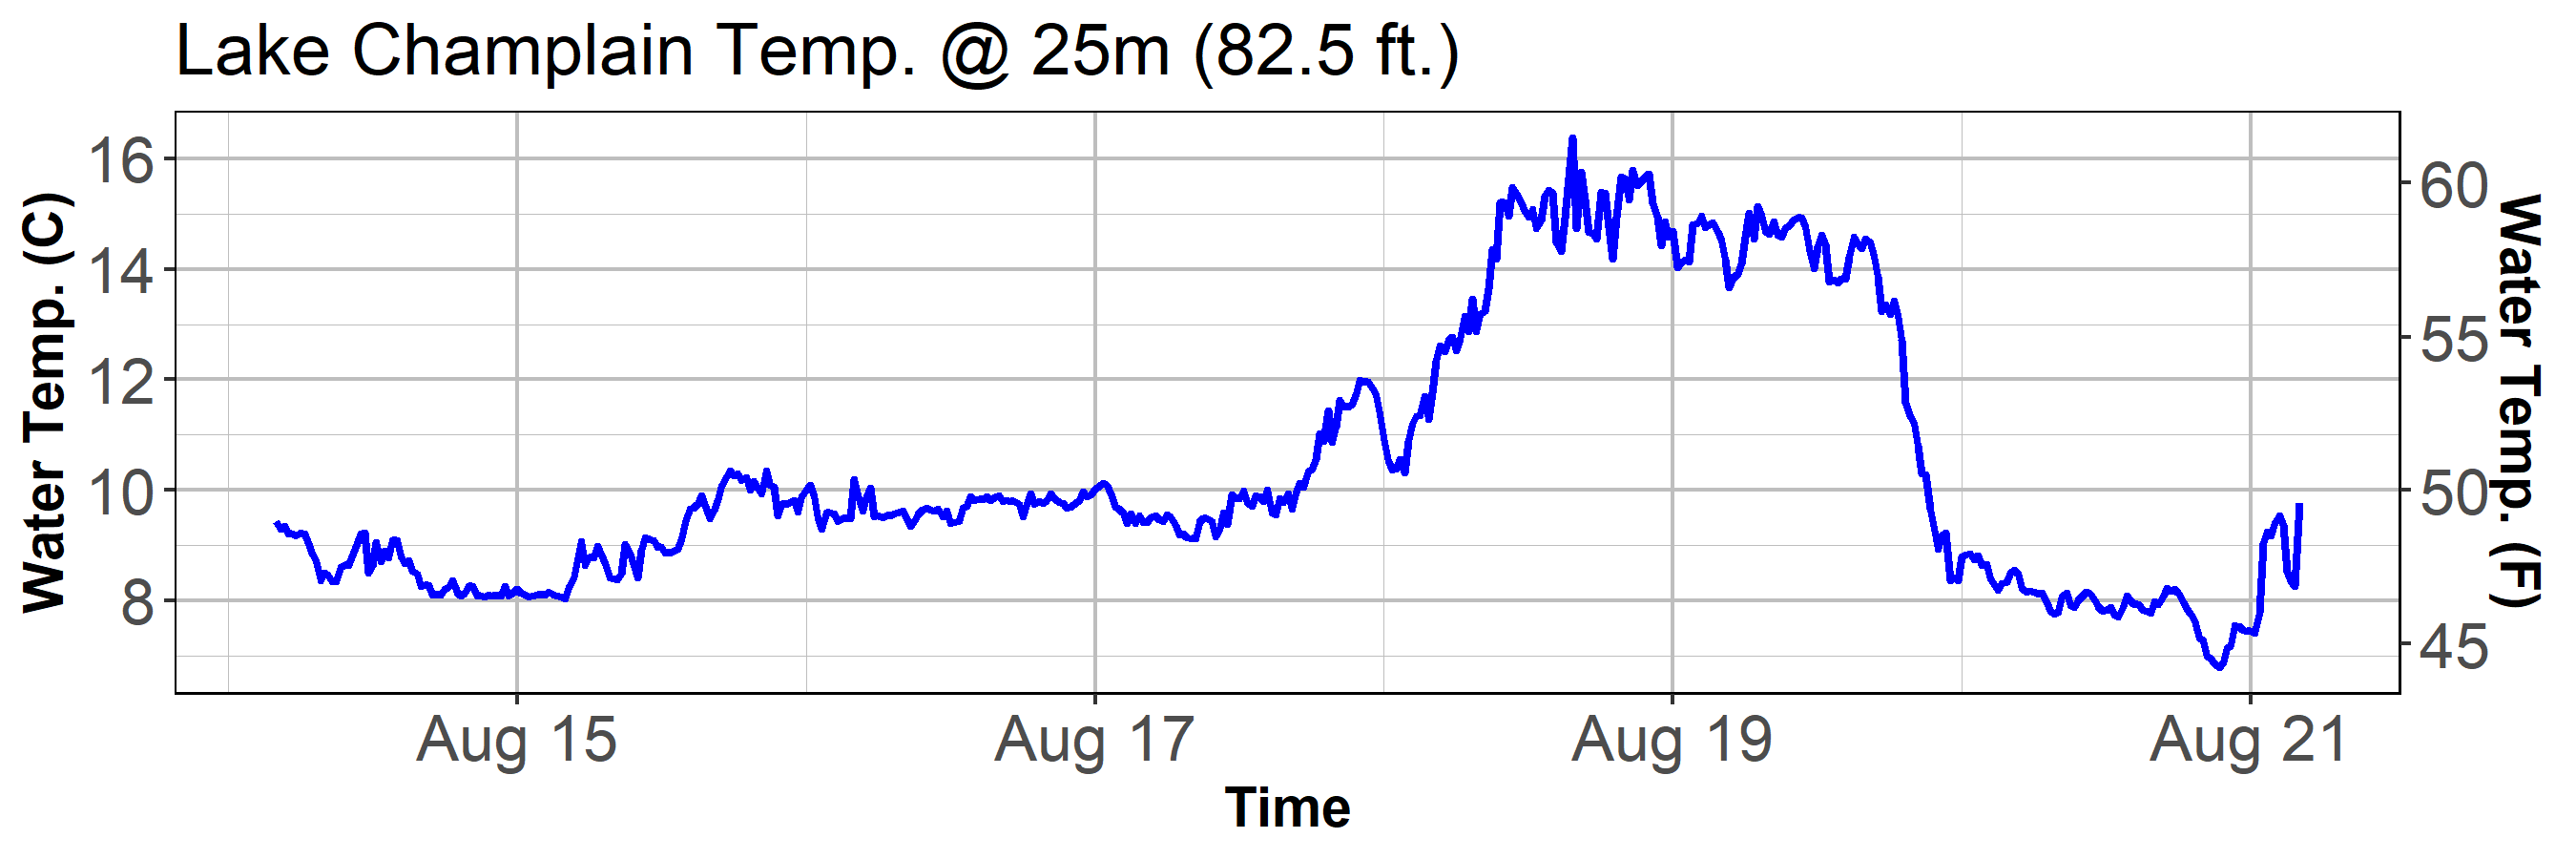 Lake Champlain Temp. @ 25m (82.5 ft.)
Water Temp. (C)
16
14
12
10
8
60
55
50
45
Water Temp. (F)
Aug 15 Aug 17 Aug 19 Aug 21
Time